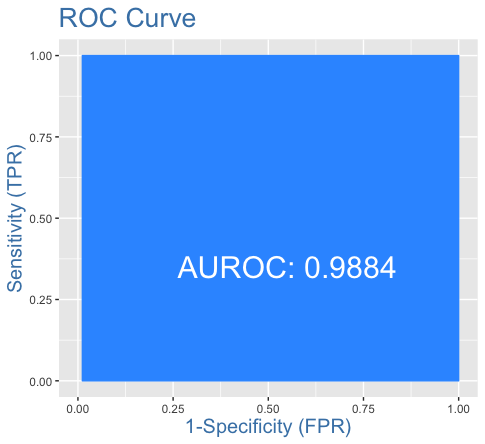 ROC Curve
1.00
0.75
0.50
0.25
0.00
Sensitivity (TPR)
AUROC: 0.9884
0.00 0.25 0.50 0.75 1.00
1-Specificity (FPR)